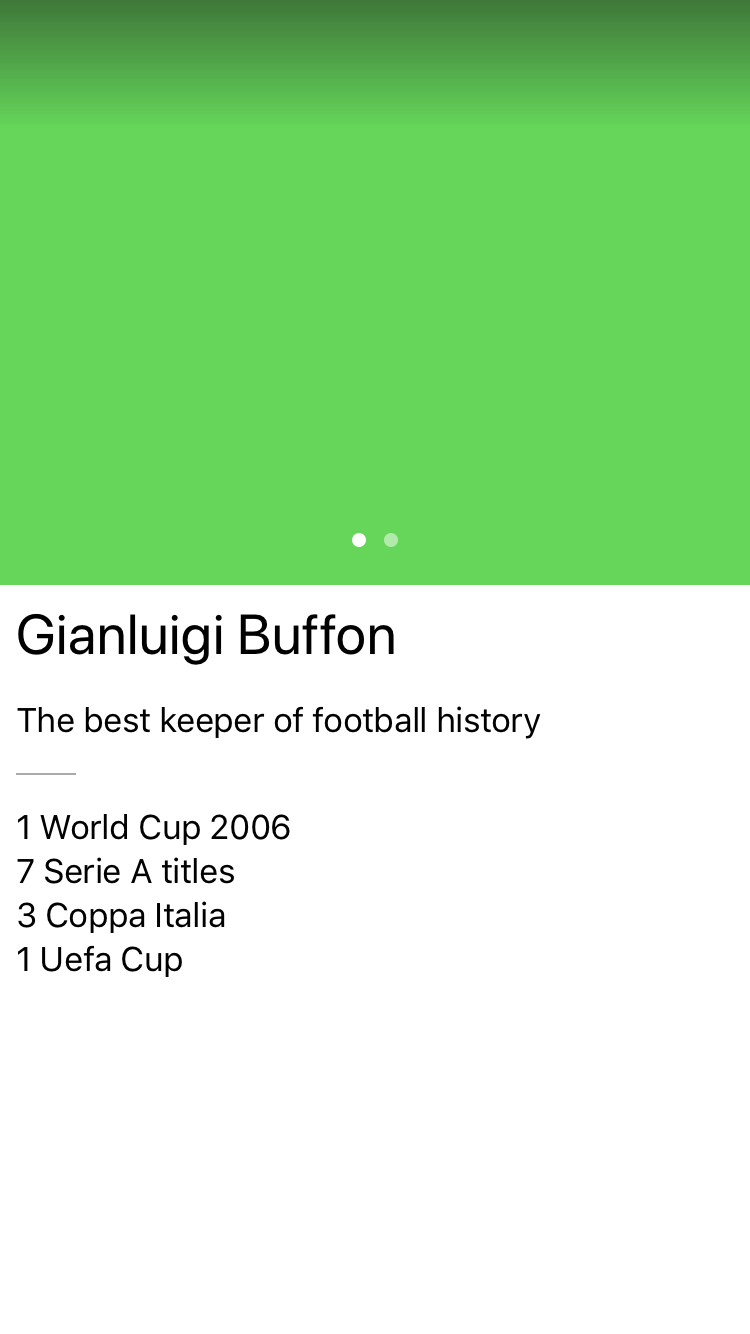 Gianluigi Buffon
The best keeper of football history
1 World Cup 2006
7 Serie A titles
3 Coppa Italia
1 Uefa Cup